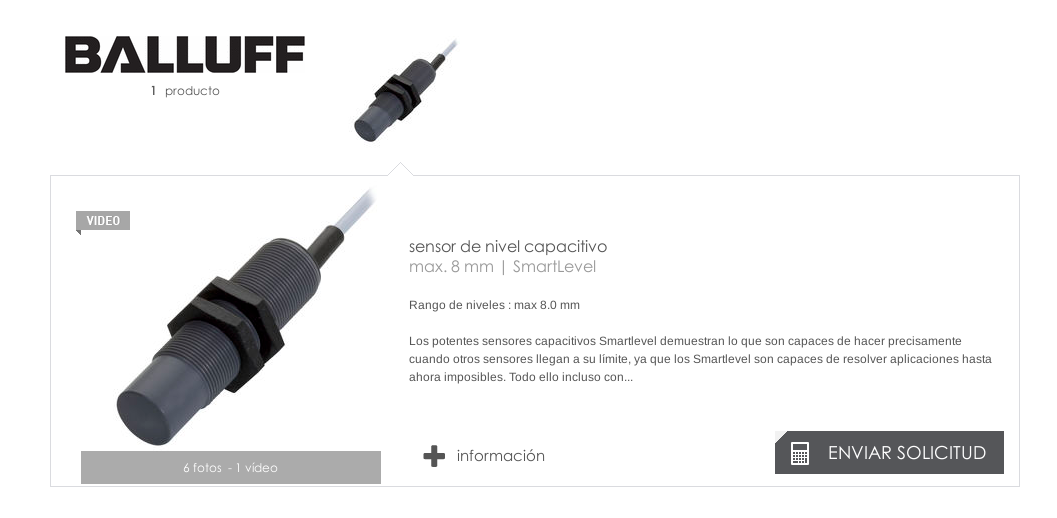 BALLUFF
1 producto
VIDEO
sensor de nivel capacitivo
max. 8 mm | SmartLevel
Rango de niveles : max 8.0 mm
Los potentes sensores capacitivos Smartlevel demuestran lo que son capaces de hacer precisamente
cuando otros sensores llegan a su límite, ya que los Smartlevel son capaces de resolver aplicaciones hasta
ahora imposibles. Todo ello incluso con...
6 fotos - 1 vídeo
información
ENVIAR SOLICITUD